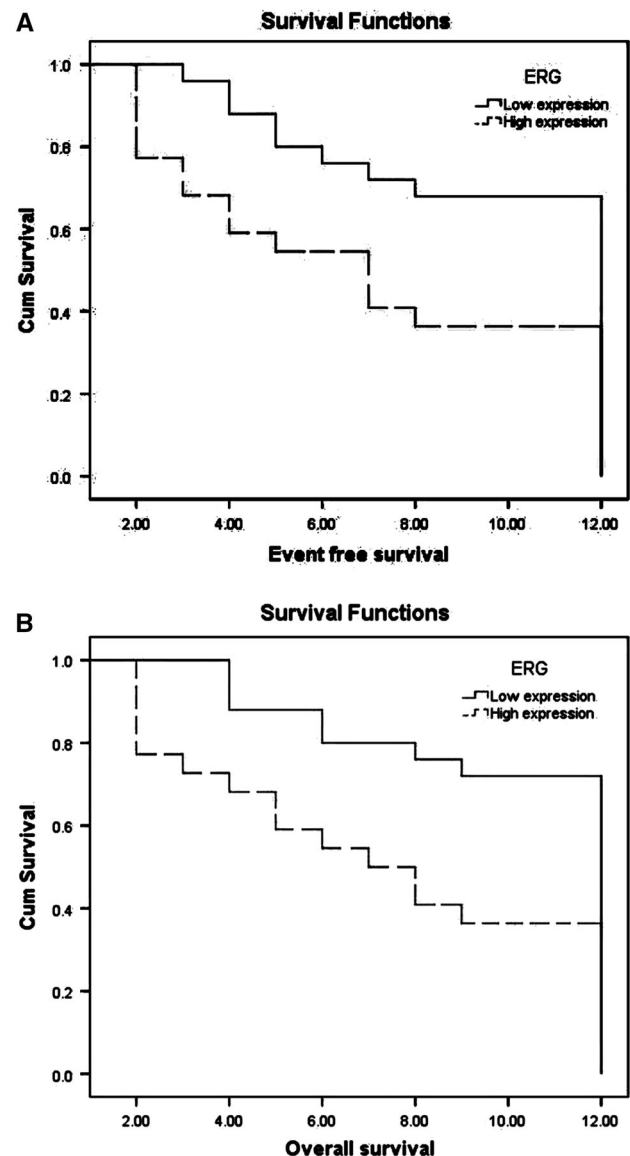 A
Survival Functions
Cum Survival
1.0
0.8
0.6
0.4
0.2
0.0
ERG
Low expression
High expression
2.00 4.00 6.00 8.00 10.00 12.00
Event free survival
B
Survival Functions
Cum Survival
1.0
0.8
0.6
0.4
0.2
0.0
ERG
Low expression
High expression
2.00 4.00 6.00 8.00 10.00 12.00
Overall survival